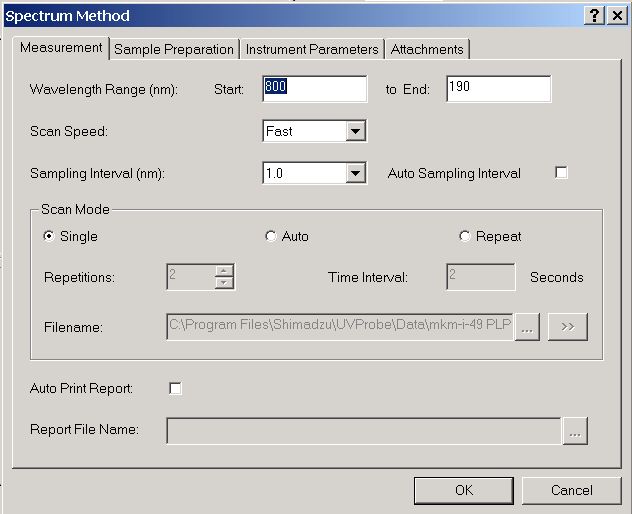 Spectrum Method
Measurement Sample Preparation Instrument Parameters Attachments
Wavelength Range (nm): Start: 800 to End: 190
Scan Speed: Fast
Sampling Interval (nm): 1.0 Auto Sampling Interval
Scan Mode
Single Auto Repeat
Repetitions: 2 Time Interval: 2 Seconds
Filename: C:\Program Files\Shimadzu\UVProbe\Data\mkm-i-49 PLP ... >>
Auto Print Report:
Report File Name: ...
OK Cancel